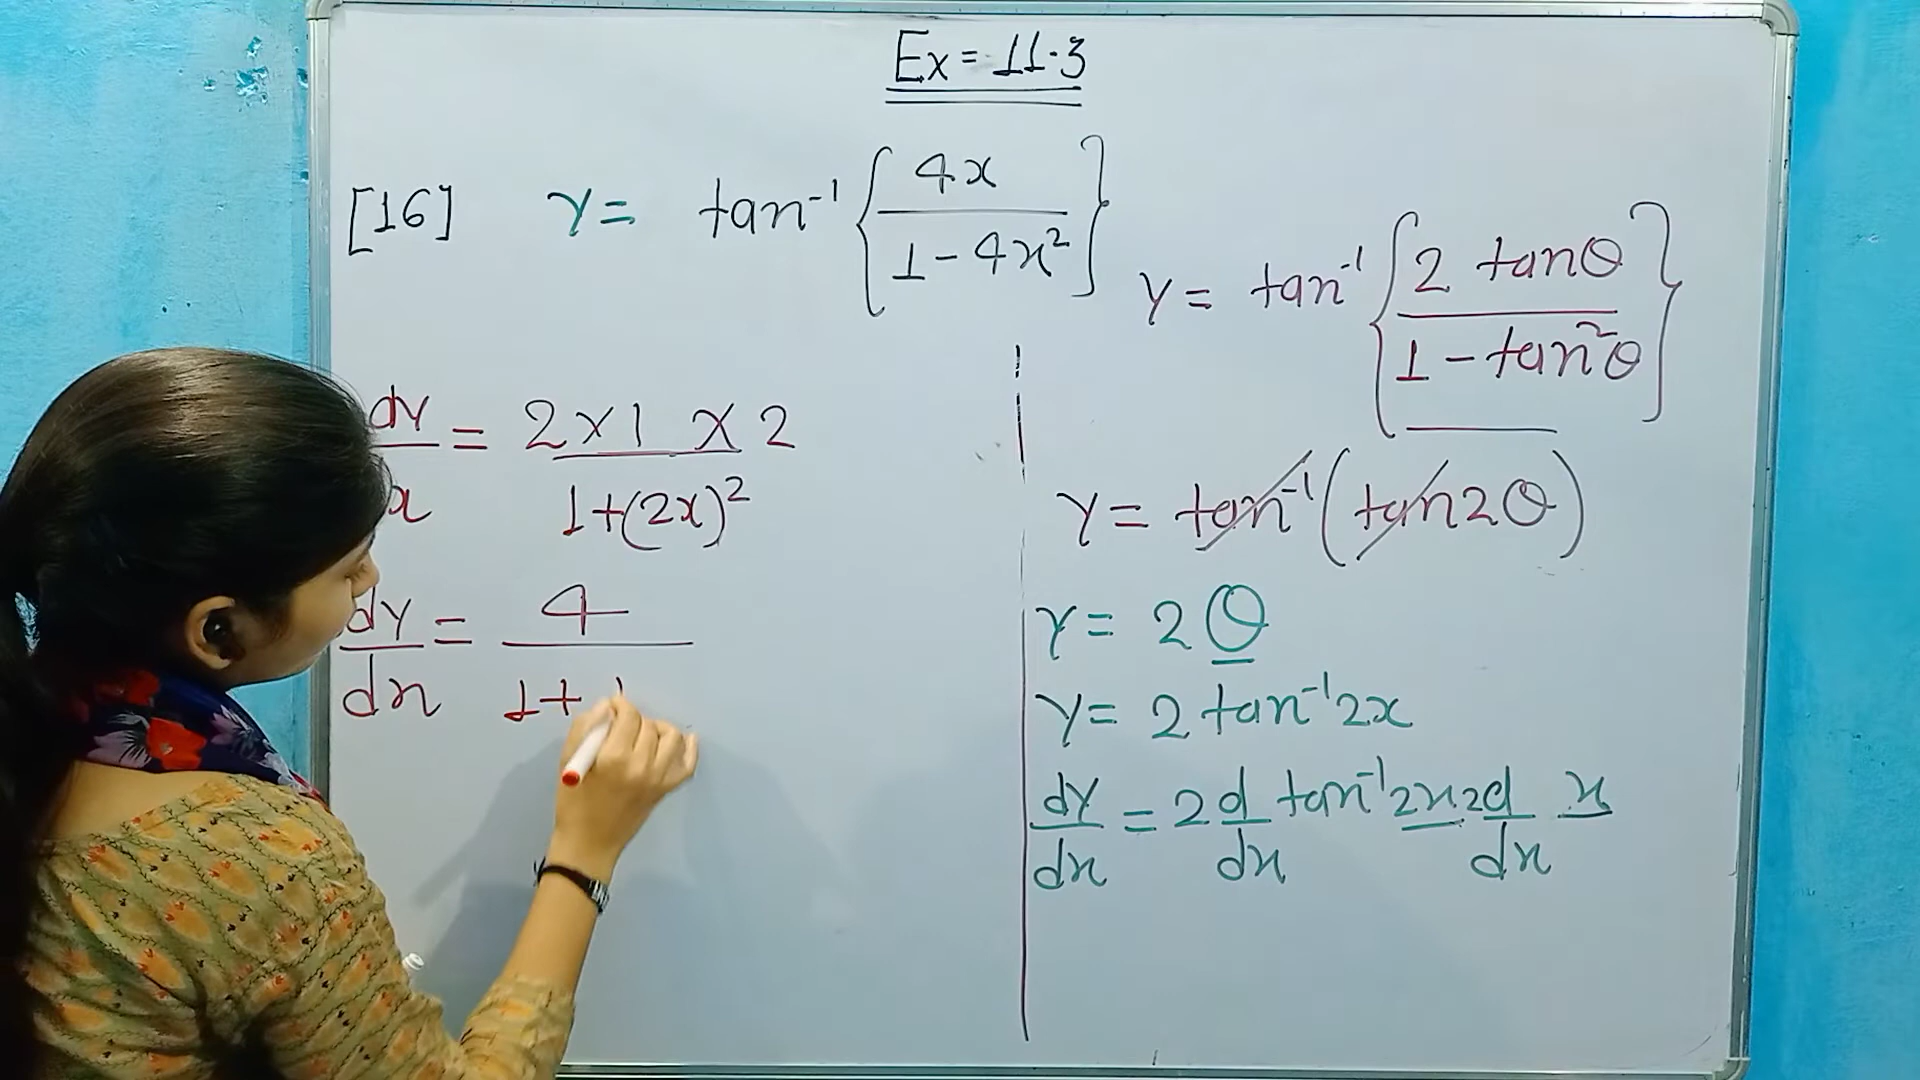 Ex = 11.3
[16] y = tan⁻¹ { 4x / 1 - 4x² }
y = tan⁻¹ { 2 tanθ / 1 - tan²θ }
y = tan⁻¹ (tan 2θ)
y = 2 θ
y = 2 tan⁻¹ 2x
dy/dx = 2 d/dx tan⁻¹ 2x . 2 d/dx x
dy/x = 2 × 1 × 2 / 1 + (2x)²
dy/dx = 4 / 1 +